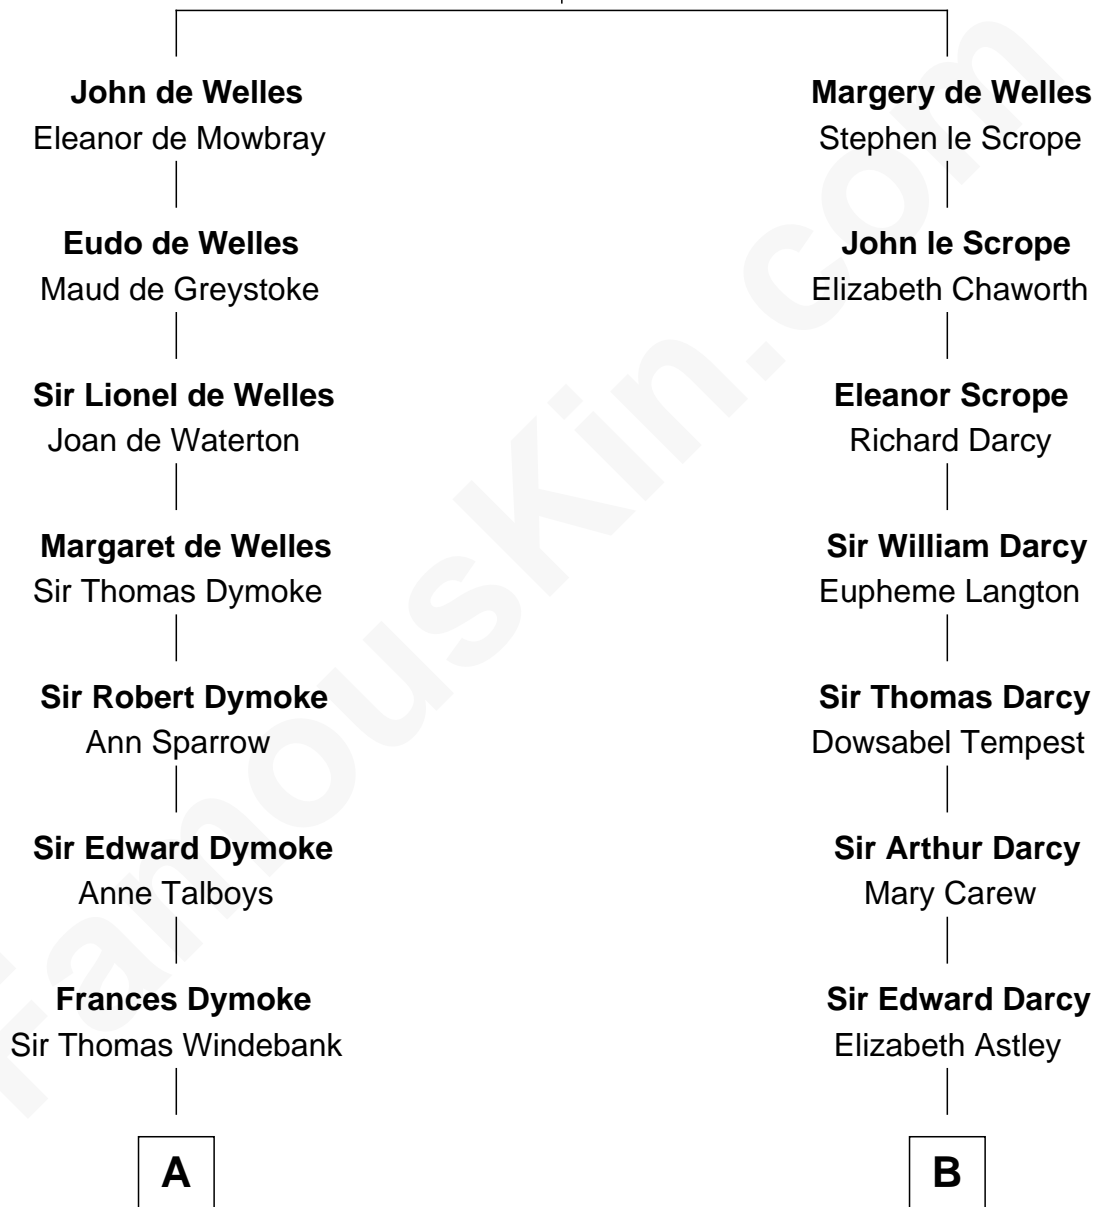 John de Welles
Eleanor de Mowbray
Eudo de Welles
Maud de Greystoke
Sir Lionel de Welles
Joan de Waterton
Margaret de Welles
Sir Thomas Dymoke
Sir Robert Dymoke
Ann Sparrow
Sir Edward Dymoke
Anne Talboys
Frances Dymoke
Sir Thomas Windebank
A
Margery de Welles
Stephen le Scrope
John le Scrope
Elizabeth Chaworth
Eleanor Scrope
Richard Darcy
Sir William Darcy
Eupheme Langton
Sir Thomas Darcy
Dowsabel Tempest
Sir Arthur Darcy
Mary Carew
Sir Edward Darcy
Elizabeth Astley
B
FamousKin.com